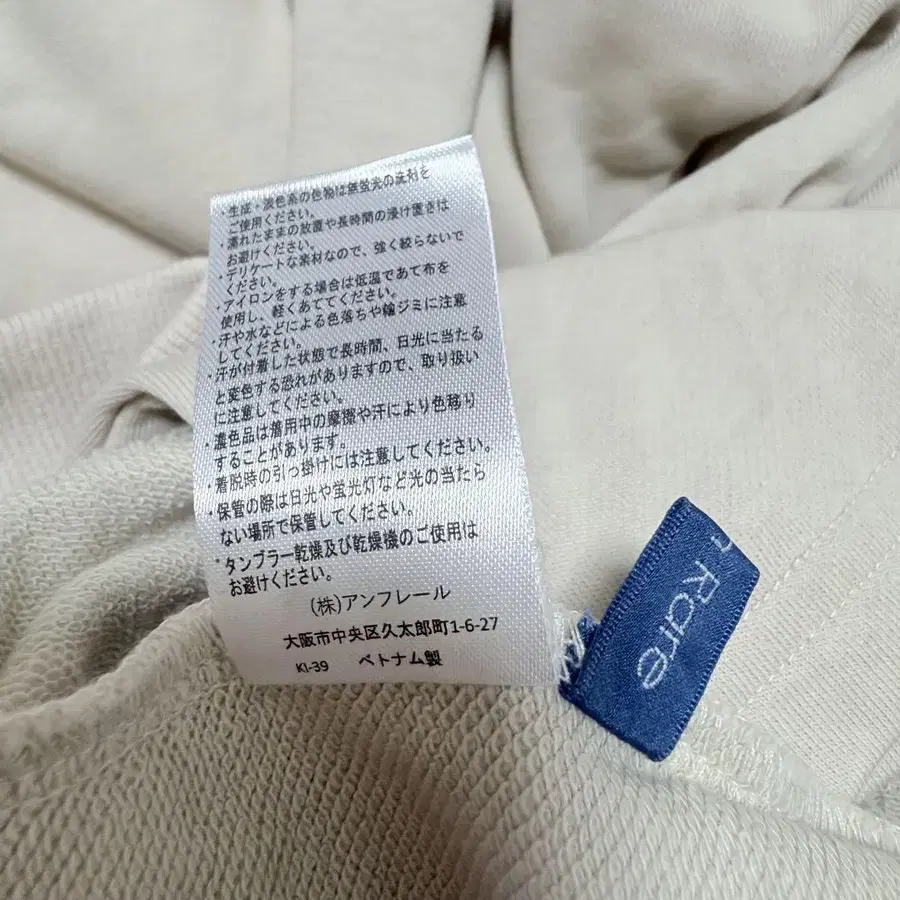 ・生成・淡色系の色物は無蛍光の洗剤を
ご使用ください。
・濡れたままの放置や長時間の浸け置きは
お避けください。
・デリケートな素材なので、強く絞らないで
ください。
・アイロンをする場合は低温であて布を
使用し、軽くあててください。
・汗や水などによる色落ちや輪ジミに注意
してください。
・汗が付着した状態で長時間、日光に当たる
と変色する恐れがありますので、取り扱い
に注意してください。
・濃色品は着用中の摩擦や汗により色移り
することがあります。
・着脱時の引っ掛けには注意してください。
・保管の際は日光や蛍光灯など光の当たら
ない場所で保管してください。
・タンブラー乾燥及び乾燥機のご使用は
お避けください。
(株)アンフレール
大阪市中央区久太郎町1-6-27
KI-39 ベトナム製
Rare